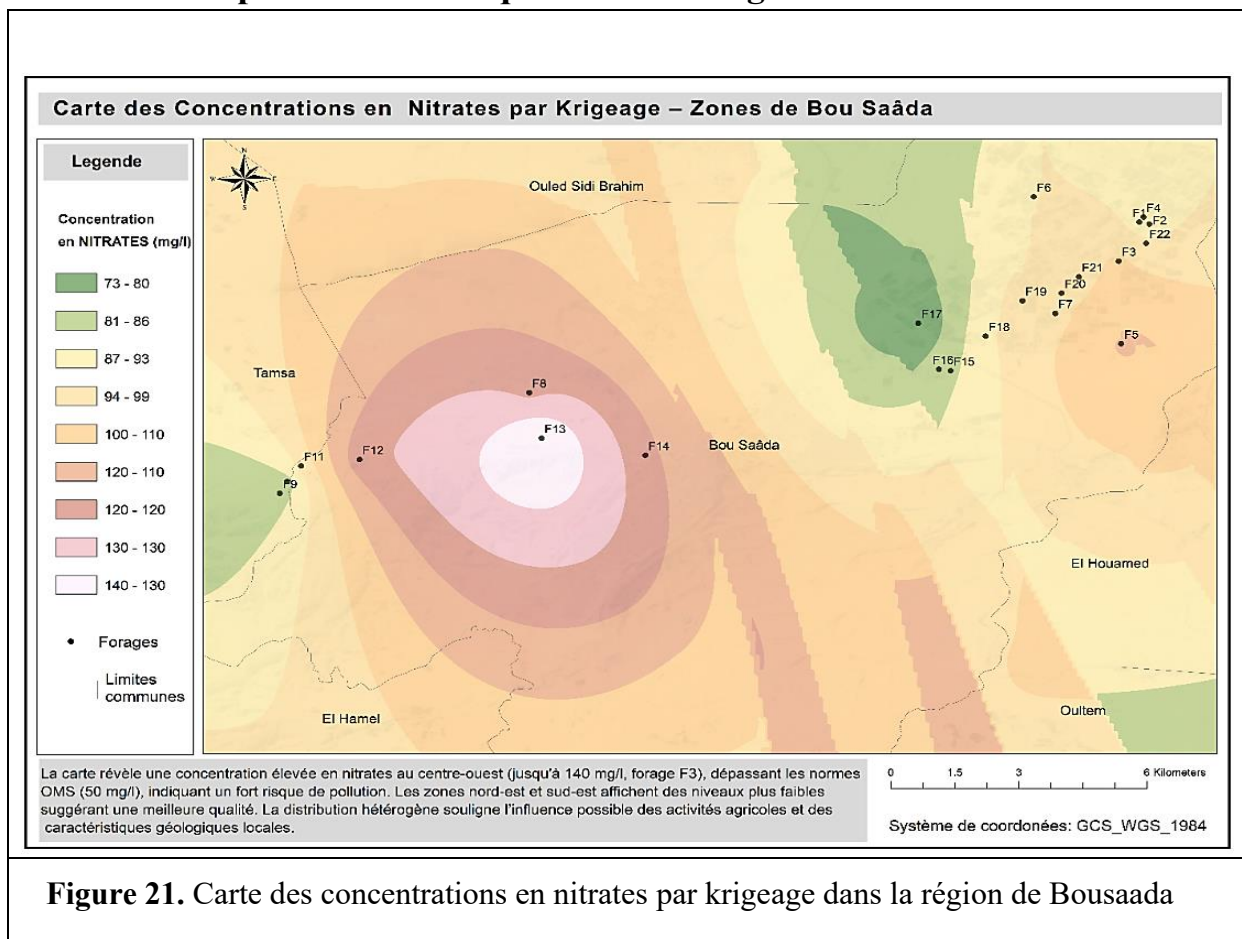 Carte des Concentrations en Nitrates par Krigeage – Zones de Bou Saâda
Legende
Concentration
en NITRATES (mg/l)
73 - 80
81 - 86
87 - 93
94 - 99
100 - 110
120 - 110
120 - 120
130 - 130
140 - 130
Forages
Limites
communes
N
W
E
S
Ouled Sidi Brahim
F6
F4
F1
F2
F22
F3
F21
F20
F19
F7
F17
F18
F5
F16
F15
Tamsa
F8
F13
F14
Bou Saâda
F12
F11
F9
El Houamed
El Hamel
Oultem
La carte révèle une concentration élevée en nitrates au centre-ouest (jusqu'à 140 mg/l, forage F3), dépassant les normes
OMS (50 mg/l), indiquant un fort risque de pollution. Les zones nord-est et sud-est affichent des niveaux plus faibles
suggérant une meilleure qualité. La distribution hétérogène souligne l'influence possible des activités agricoles et des
caractéristiques géologiques locales.
0 1.5 3 6 Kilometers
Système de coordonées: GCS_WGS_1984
Figure 21. Carte des concentrations en nitrates par krigeage dans la région de Bousaada